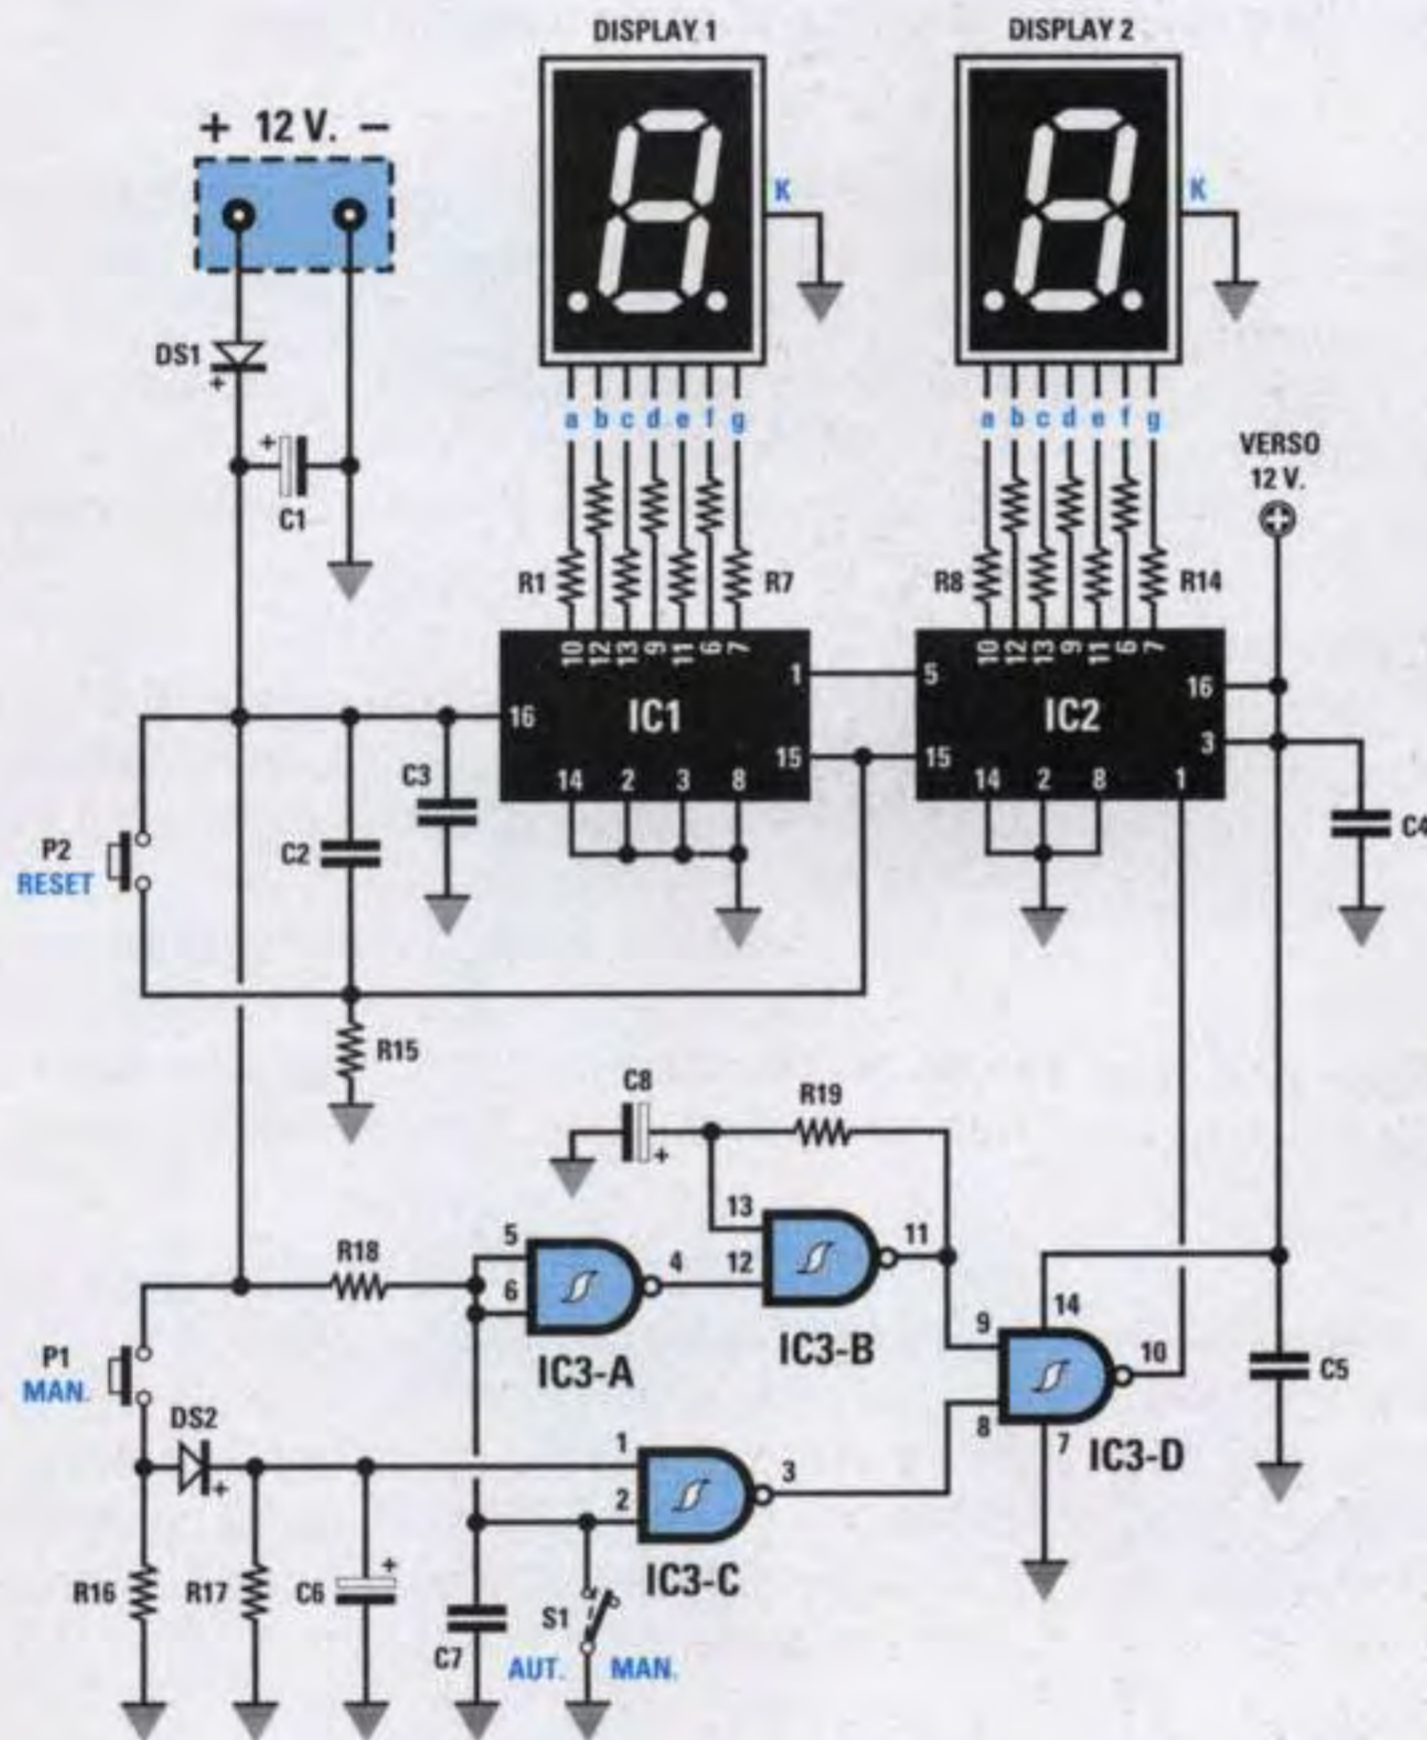 DISPLAY 1
DISPLAY 2
+ 12 V. −
K
K
DS1
+
+
C1
a b c d e f g
a b c d e f g
VERSO
12 V.
+
R1
R7
R8
R14
10 12 13 9 11 6 7
10 12 13 9 11 6 7
1
5
16
IC1
IC2
16
15
15
3
14 2 3 8
14 2 8 1
C3
C4
P2
RESET
C2
R15
C8
R19
+
13
R18
5
4
12
11
6
14
9
IC3-B
10
P1
MAN.
IC3-A
C5
DS2
8
7
IC3-D
+
1
3
2
R16
R17
C6
+
IC3-C
S1
C7
AUT.
MAN.